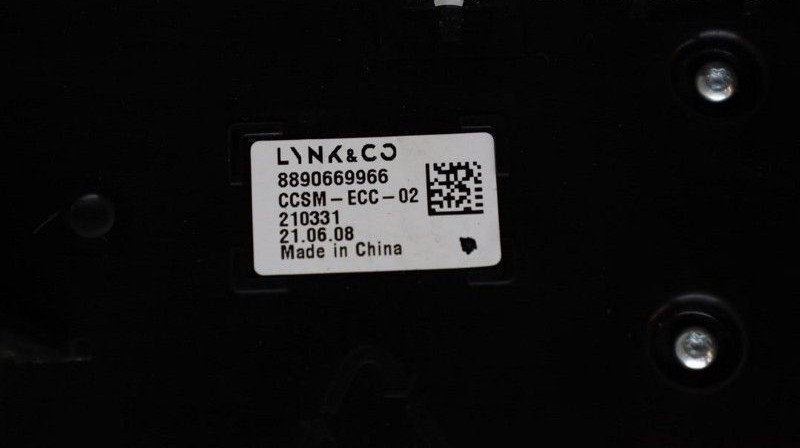 LYNK&CO
8890669966
CCSM-ECC-02
210331
21.06.08
Made in China